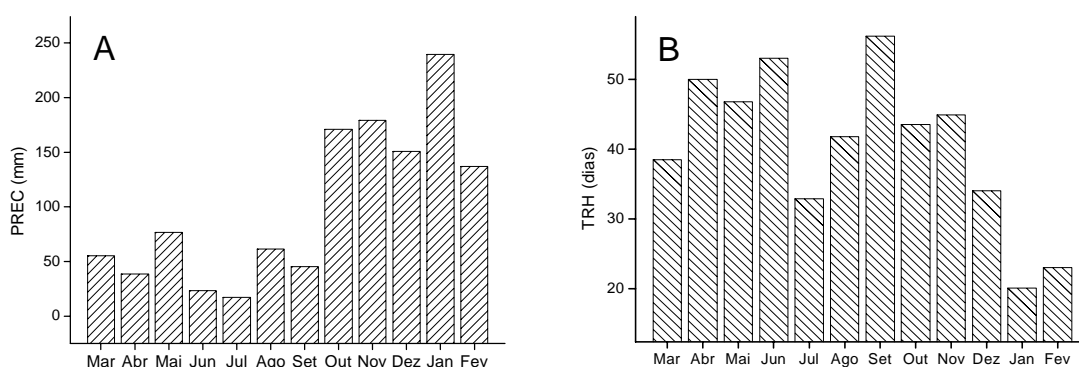 A
PREC (mm)
250
200
150
100
50
0
Mar Abr Mai Jun Jul Ago Set Out Nov Dez Jan Fev
B
TRH (dias)
50
40
30
20
Mar Abr Mai Jun Jul Ago Set Out Nov Dez Jan Fev